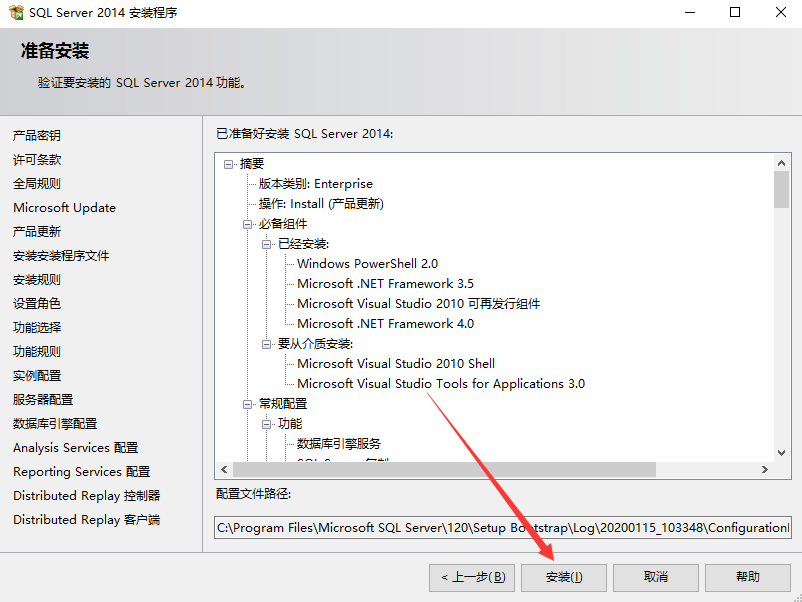 SQL Server 2014 安装程序
准备安装
验证要安装的 SQL Server 2014 功能。
产品密钥
许可条款
全局规则
Microsoft Update
产品更新
安装安装程序文件
安装规则
设置角色
功能选择
功能规则
实例配置
服务器配置
数据库引擎配置
Analysis Services 配置
Reporting Services 配置
Distributed Replay 控制器
Distributed Replay 客户端
已准备好安装 SQL Server 2014:
摘要
版本类别: Enterprise
操作: Install (产品更新)
必备组件
已经安装:
Windows PowerShell 2.0
Microsoft .NET Framework 3.5
Microsoft Visual Studio 2010 可再发行组件
Microsoft .NET Framework 4.0
要从介质安装:
Microsoft Visual Studio 2010 Shell
Microsoft Visual Studio Tools for Applications 3.0
常规配置
功能
数据库引擎服务
SQL Server 复制
配置文件路径:
C:\Program Files\Microsoft SQL Server\120\Setup Bootstrap\Log\20200115_103348\Configuration
< 上一步(B)
安装(I)
取消
帮助